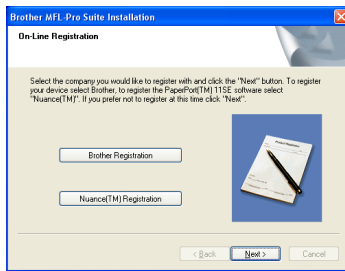 Brother MFL-Pro Suite Installation
On-Line Registration
Select the company you would like to register with and click the "Next" button. To register
your device select Brother, to register the PaperPort(TM) 11SE software select
"Nuance(TM)". If you prefer not to register at this time click "Next".
Brother Registration
Nuance(TM) Registration
Product Registration
< Back
Next >
Cancel